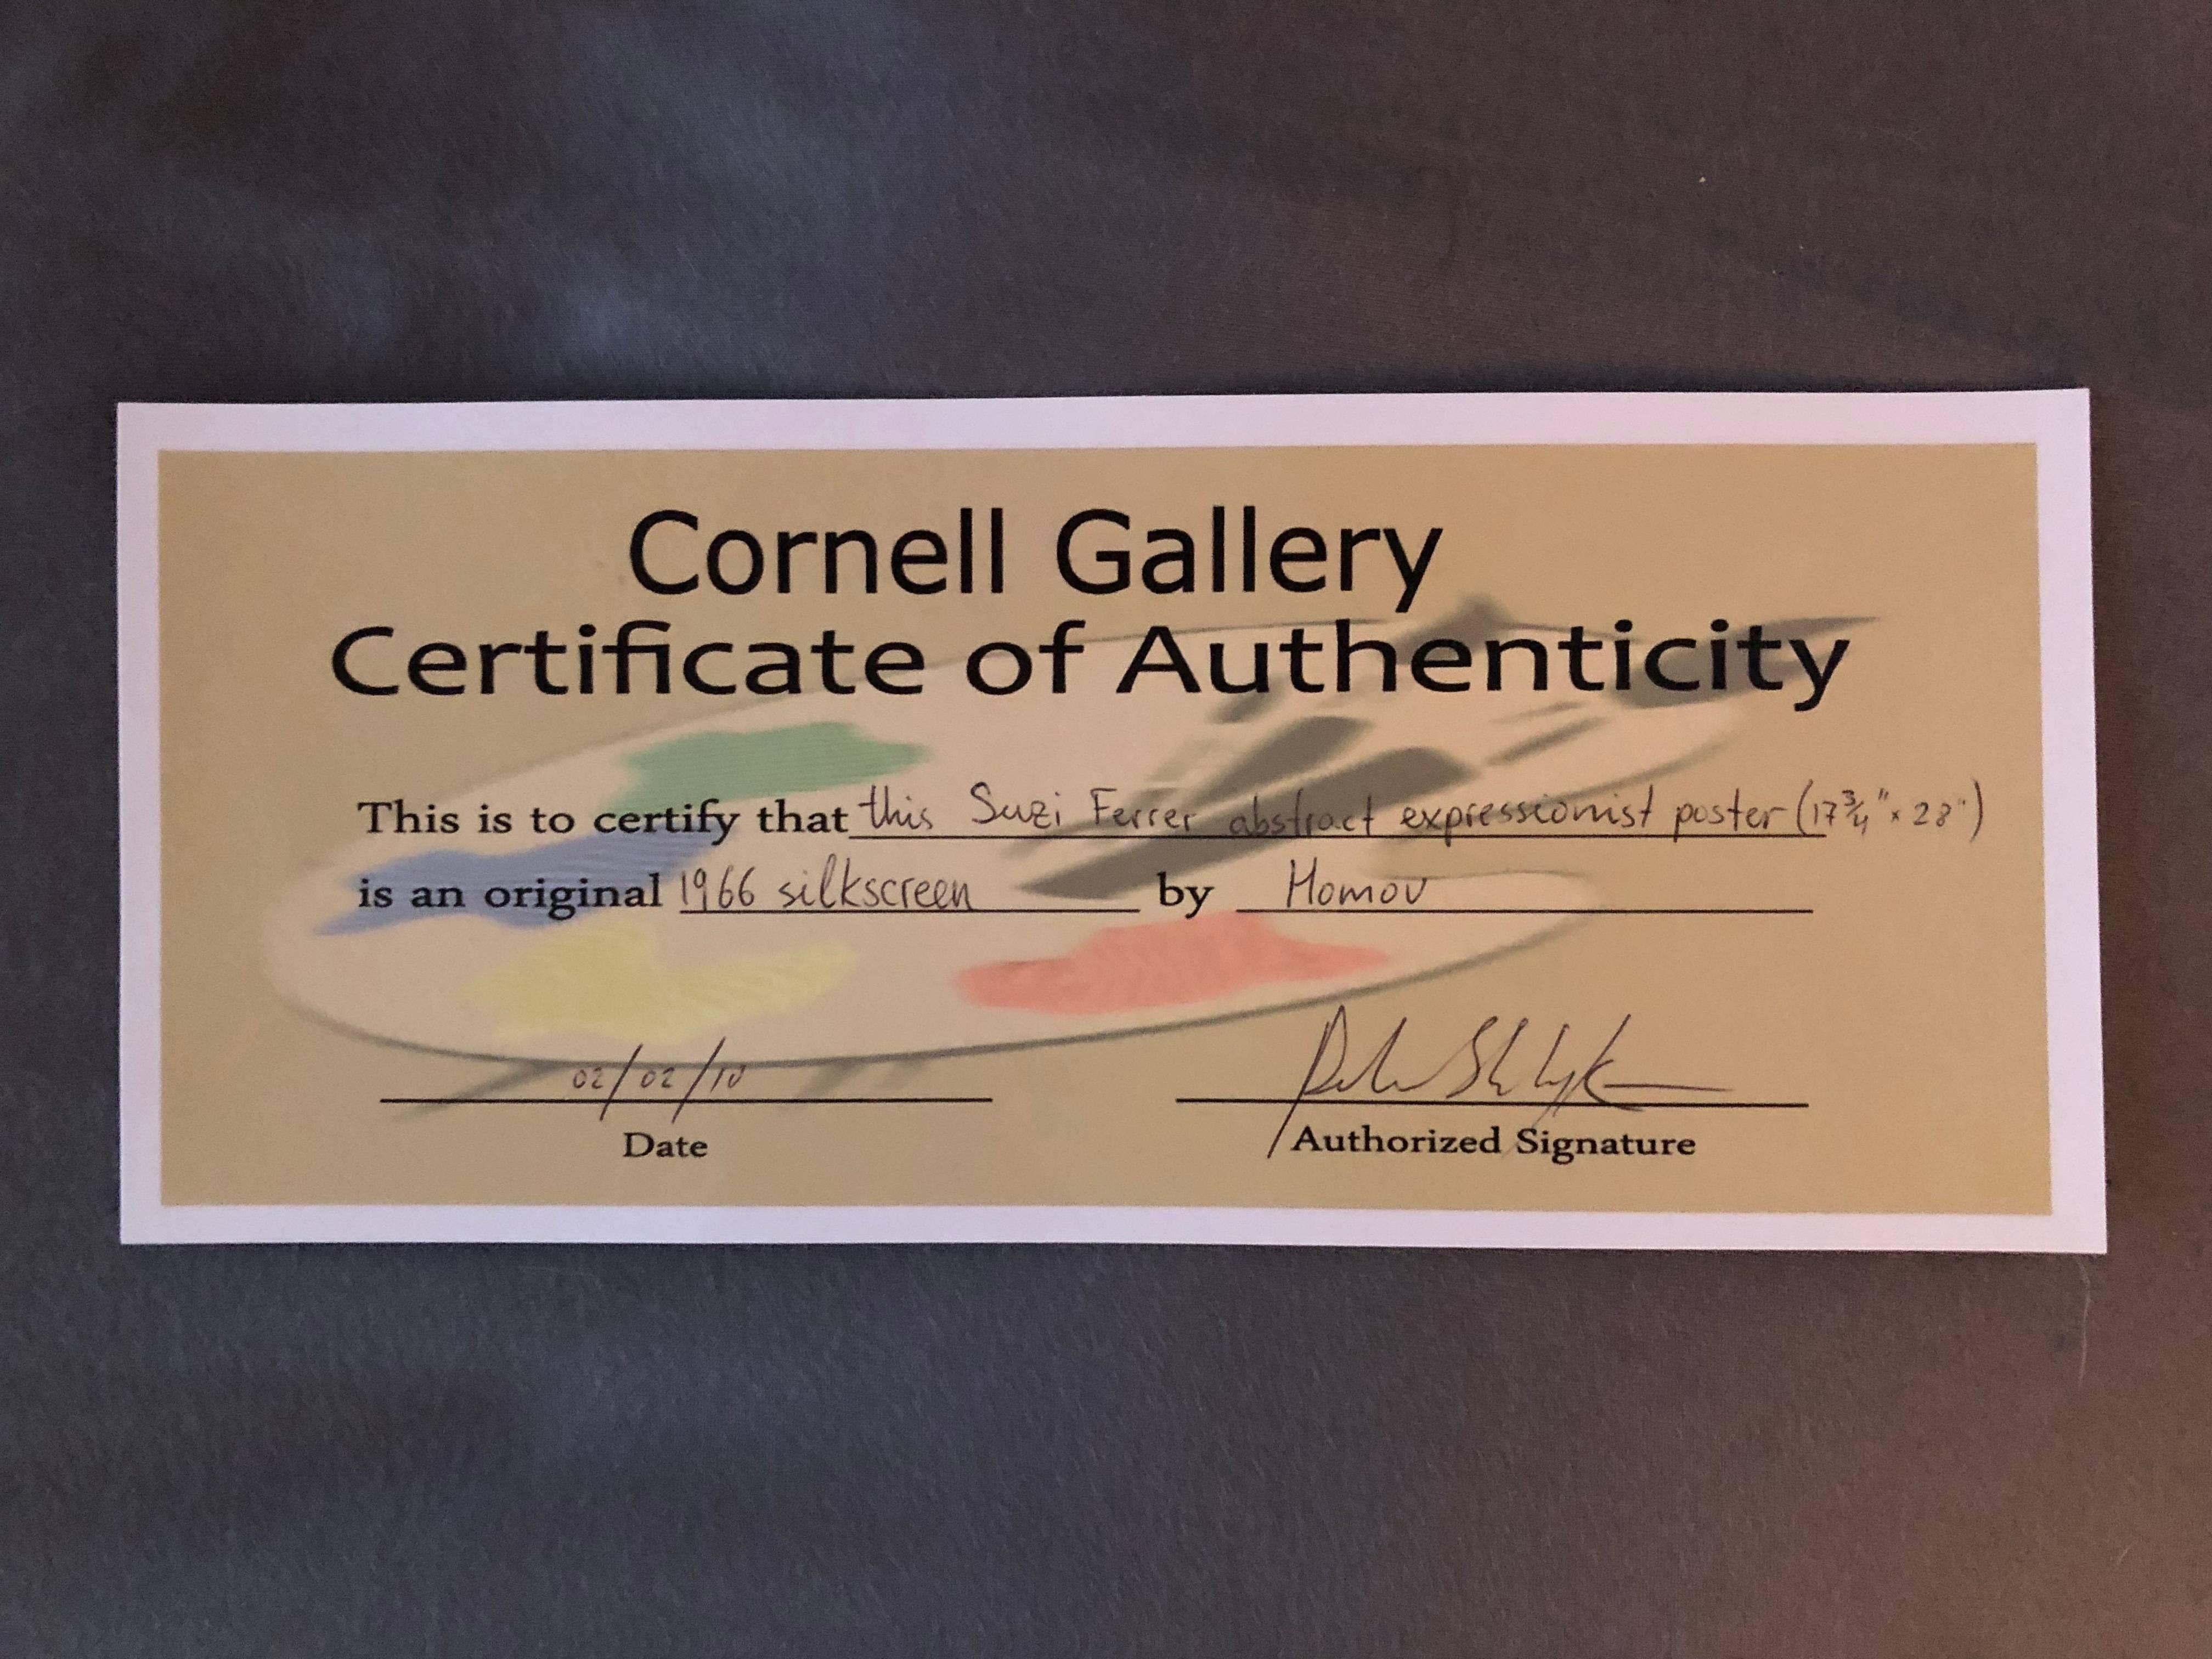 Cornell Gallery
Certificate of Authenticity
This is to certify that this Suzi Ferrer abstract expressionist poster (17¾" x 28")
is an original 1966 silkscreen by Homov
02/02/10
Date
Authorized Signature